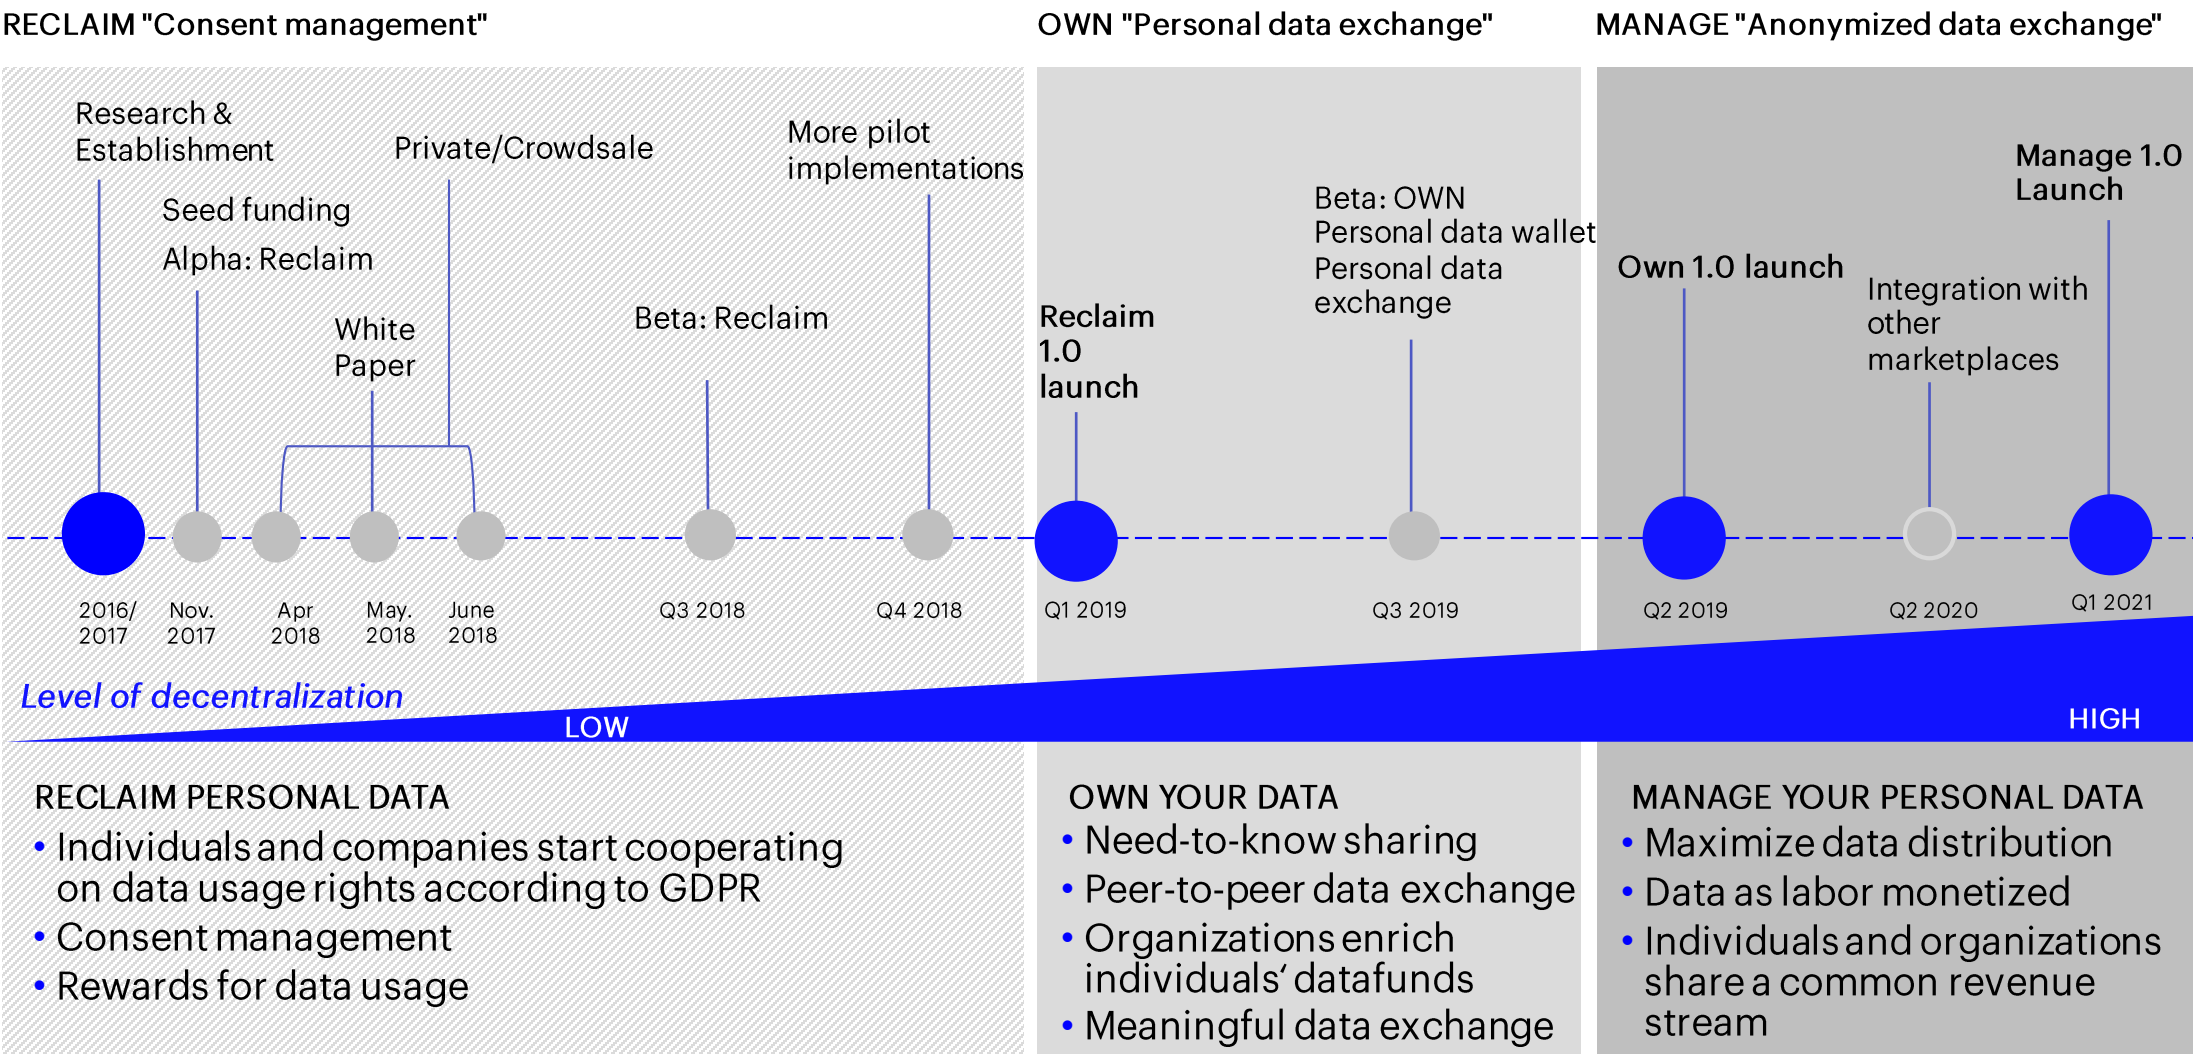 RECLAIM "Consent management"
OWN "Personal data exchange"
MANAGE "Anonymized data exchange"
Research &
Establishment
Seed funding
Alpha: Reclaim
White
Paper
Private/Crowdsale
Beta: Reclaim
More pilot
implementations
Reclaim
1.0
launch
Beta: OWN
Personal data wallet
Personal data
exchange
Own 1.0 launch
Integration with
other
marketplaces
Manage 1.0
Launch
2016/
2017
Nov.
2017
Apr
2018
May.
2018
June
2018
Q3 2018
Q4 2018
Q1 2019
Q3 2019
Q2 2019
Q2 2020
Q1 2021
Level of decentralization
LOW
HIGH
RECLAIM PERSONAL DATA
• Individuals and companies start cooperating
on data usage rights according to GDPR
• Consent management
• Rewards for data usage
OWN YOUR DATA
• Need-to-know sharing
• Peer-to-peer data exchange
• Organizations enrich
individuals‘ datafunds
• Meaningful data exchange
MANAGE YOUR PERSONAL DATA
• Maximize data distribution
• Data as labor monetized
• Individuals and organizations
share a common revenue
stream